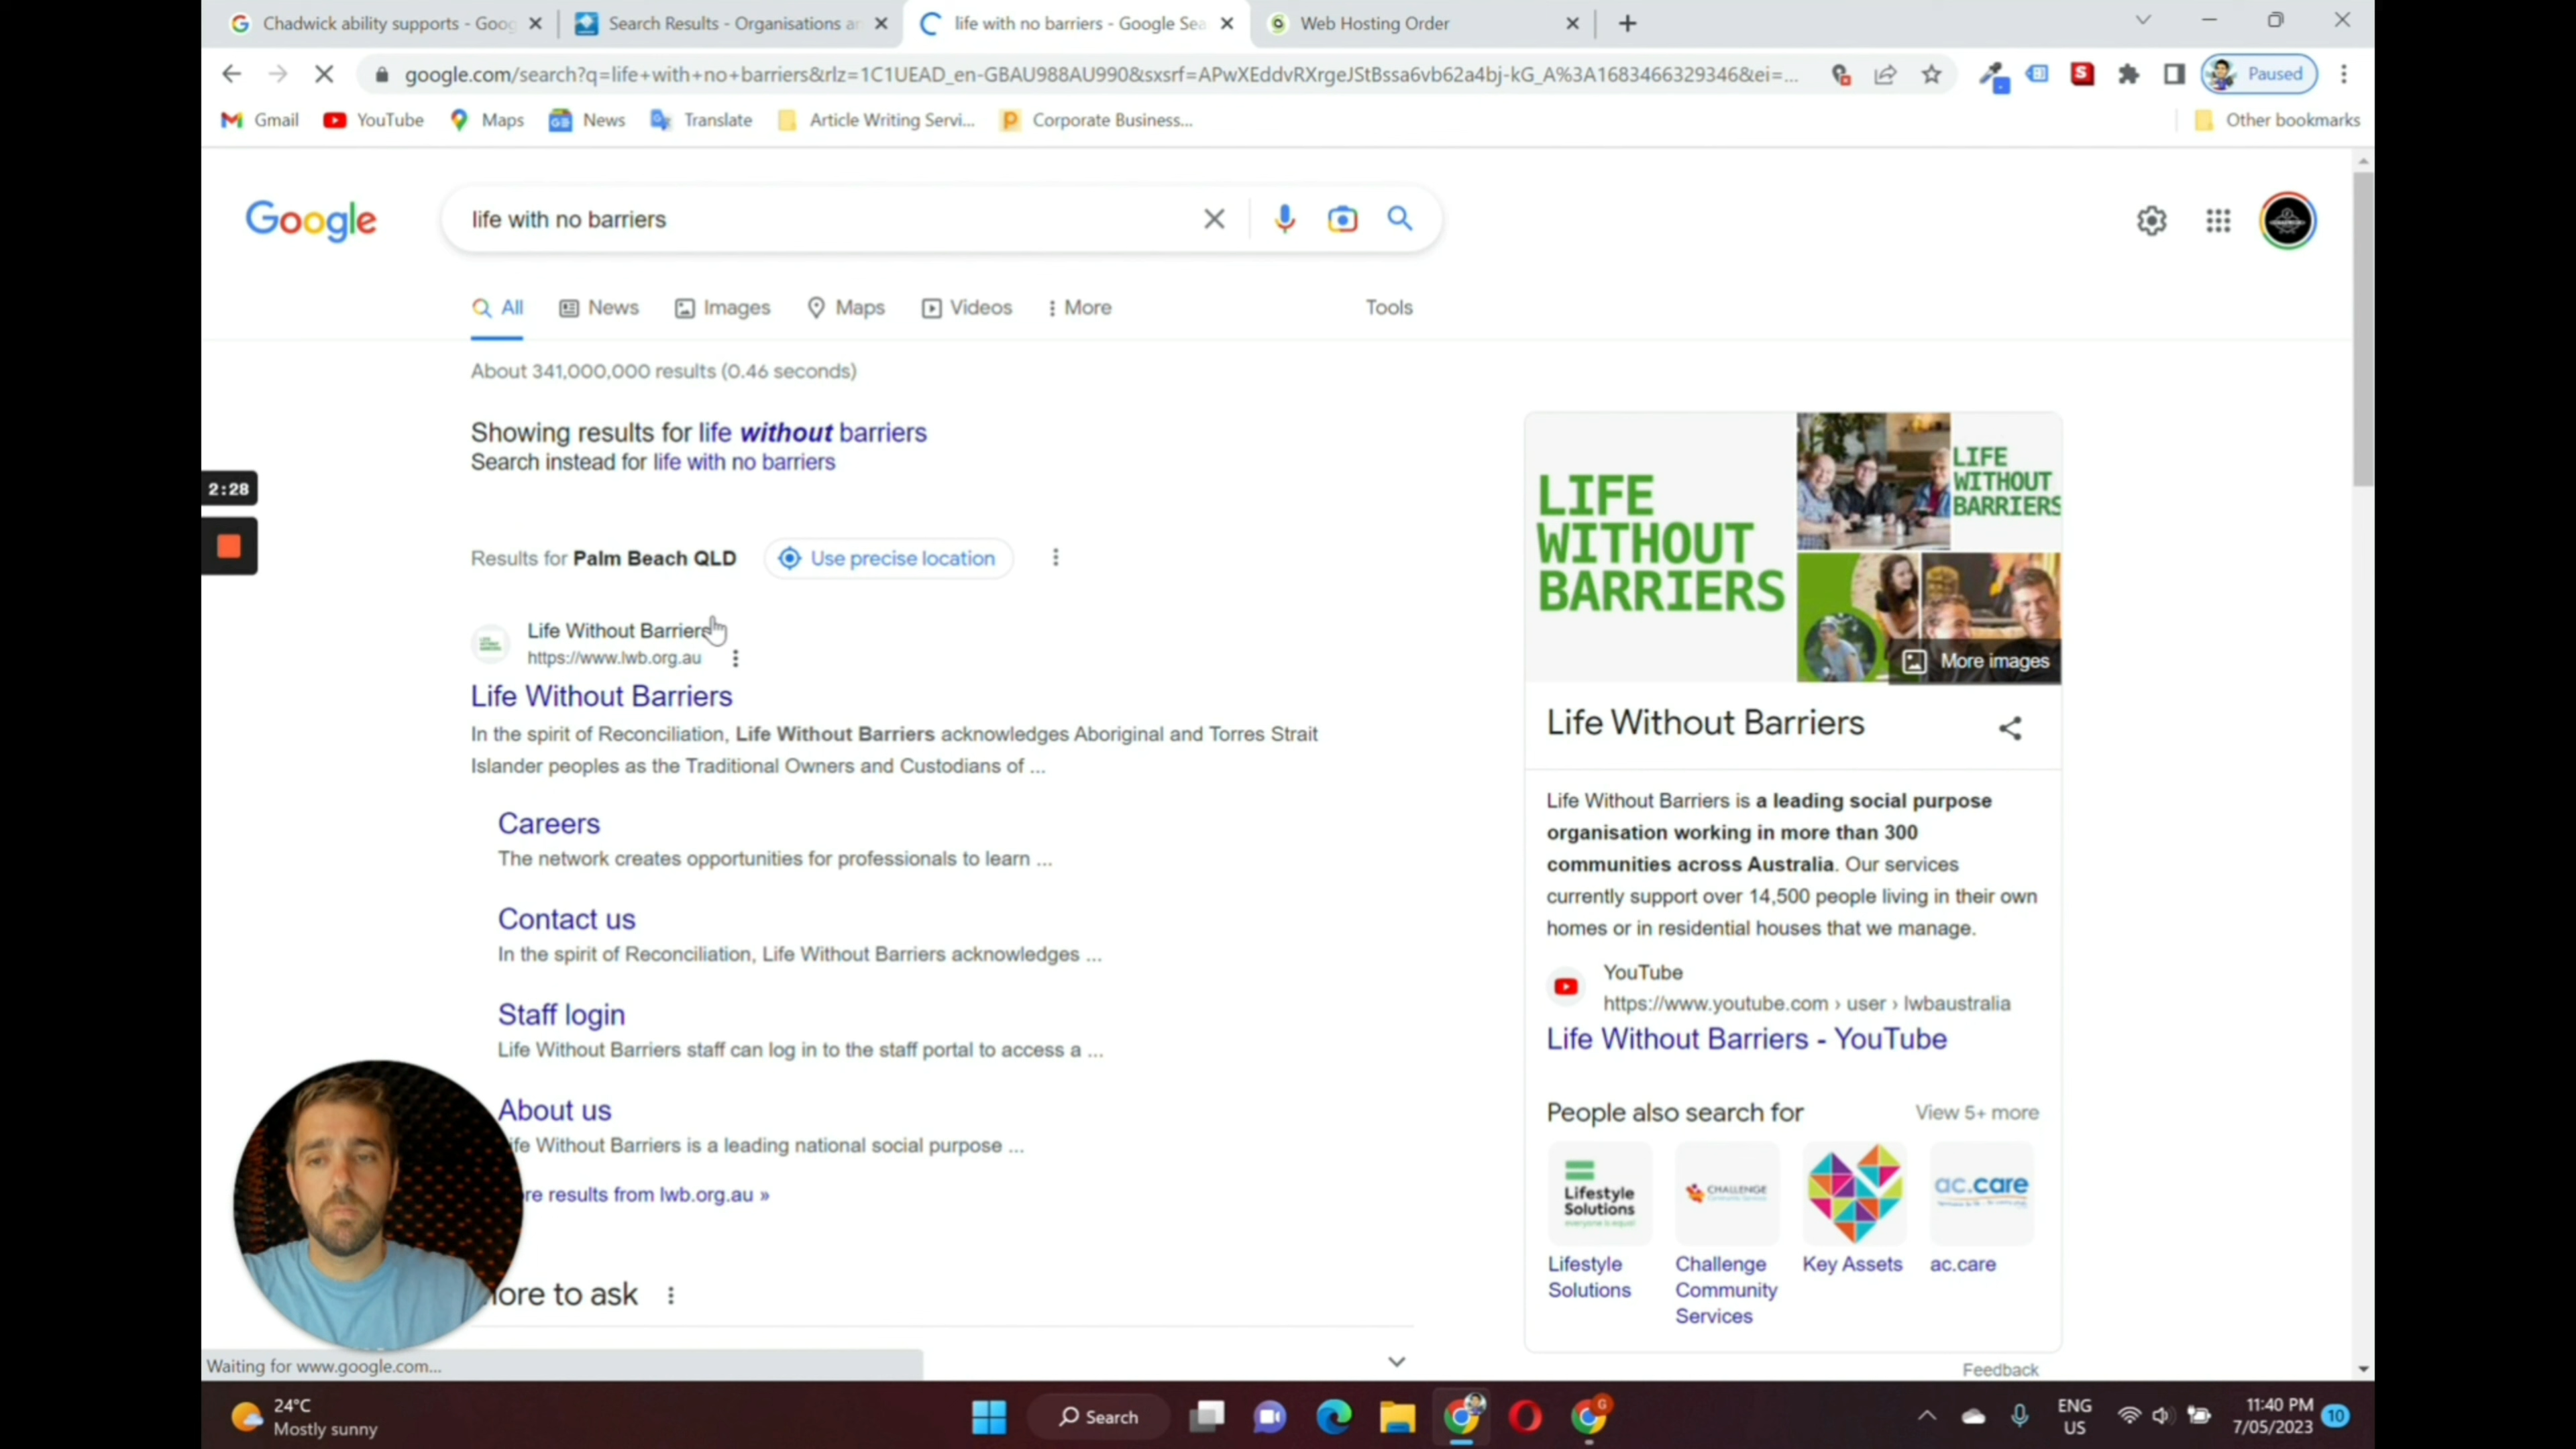 Chadwick ability supports - Goog
Search Results - Organisations an
life with no barriers - Google Sea
Web Hosting Order
google.com/search?q=life+with+no+barriers&rlz=1C1UEAD_en-GBAU988AU990&sxsrf=APwXEddvRXrgeJStBssa6vb62a4bj-kG_A%3A1683466329346&ei=...
Paused
Gmail
YouTube
Maps
News
Translate
Article Writing Servi...
Corporate Business...
Other bookmarks
Google
life with no barriers
All
News
Images
Maps
Videos
More
Tools
About 341,000,000 results (0.46 seconds)
Showing results for life without barriers
Search instead for life with no barriers
2:28
Results for Palm Beach QLD
Use precise location
Life Without Barriers
https://www.lwb.org.au
Life Without Barriers
In the spirit of Reconciliation, Life Without Barriers acknowledges Aboriginal and Torres Strait
Islander peoples as the Traditional Owners and Custodians of ...
Careers
The network creates opportunities for professionals to learn ...
Contact us
In the spirit of Reconciliation, Life Without Barriers acknowledges ...
Staff login
Life Without Barriers staff can log in to the staff portal to access a ...
About us
ife Without Barriers is a leading national social purpose ...
re results from lwb.org.au »
ore to ask
LIFE
WITHOUT
BARRIERS
LIFE
WITHOUT
BARRIERS
More images
Life Without Barriers
Life Without Barriers is a leading social purpose
organisation working in more than 300
communities across Australia. Our services
currently support over 14,500 people living in their own
homes or in residential houses that we manage.
YouTube
https://www.youtube.com › user › lwbaustralia
Life Without Barriers - YouTube
People also search for
View 5+ more
Lifestyle
Solutions
everyone is equal
CHALLENGE
ac.care
Lifestyle
Solutions
Challenge
Community
Services
Key Assets
ac.care
Feedback
Waiting for www.google.com...
24°C
Mostly sunny
Search
G
ENG
US
11:40 PM
7/05/2023
10